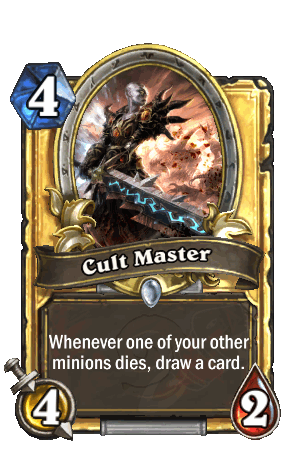 4
Cult Master
Whenever one of your other
minions dies, draw a card.
4
2